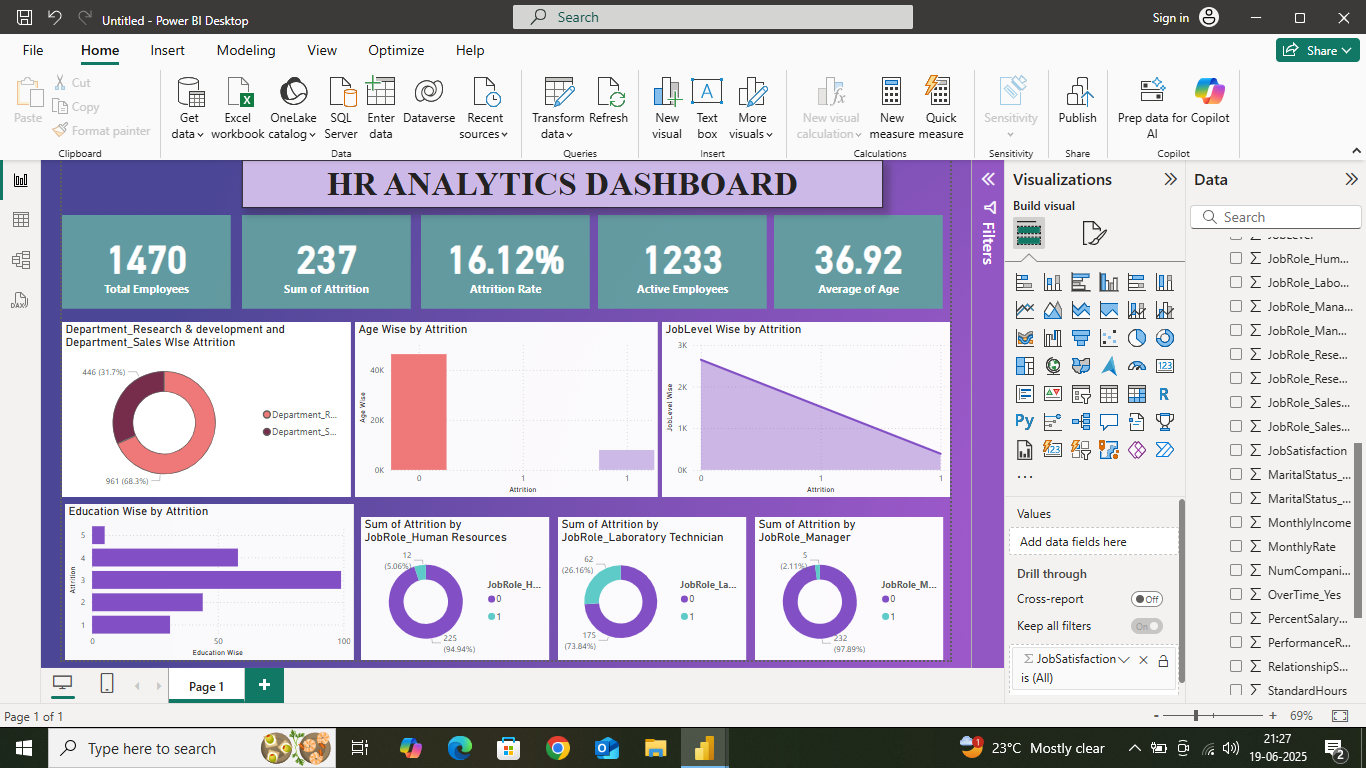 Untitled - Power BI Desktop
Search
Sign in
File Home Insert Modeling View Optimize Help
Share
Paste
Cut
Copy
Format painter
Clipboard
Get data
Excel workbook
OneLake catalog
SQL Server
Enter data
Dataverse
Recent sources
Data
Transform data
Refresh
Queries
New visual
Text box
More visuals
Insert
New visual calculation
New measure
Quick measure
Calculations
Sensitivity
Sensitivity
Publish
Share
Prep data for AI
Copilot
Copilot
HR ANALYTICS DASHBOARD
1470
Total Employees
237
Sum of Attrition
16.12%
Attrition Rate
1233
Active Employees
36.92
Average of Age
Department_Research & development and
Department_Sales WIse Attrition
446 (31.7%)
961 (68.3%)
Department_R...
Department_S...
Age Wise by Attrition
Age Wise
40K
20K
0K
0 1 1
Attrition
JobLevel Wise by Attrition
JobLevel Wise
3K
2K
1K
0K
0 1 1
Attrition
Education Wise by Attrition
Attrition
5
4
3
2
1
0 50 100
Education Wise
Sum of Attrition by
JobRole_Human Resources
12
(5.06%)
225
(94.94%)
JobRole_H...
0
1
Sum of Attrition by
JobRole_Laboratory Technician
62
(26.16%)
175
(73.84%)
JobRole_La...
0
1
Sum of Attrition by
JobRole_Manager
5
(2.11%)
232
(97.89%)
JobRole_M...
0
1
Filters
Visualizations
Build visual
123
R
Py
123
...
Values
Add data fields here
Drill through
Cross-report
Off
Keep all filters
On
JobSatisfaction
is (All)
Data
Search
JobRole_Hum...
JobRole_Labo...
JobRole_Mana...
JobRole_Man...
JobRole_Rese...
JobRole_Rese...
JobRole_Sales...
JobRole_Sales...
JobSatisfaction
MaritalStatus_...
MaritalStatus_...
MonthlyIncome
MonthlyRate
NumCompani...
OverTime_Yes
PercentSalary...
PerformanceR...
RelationshipS...
StandardHours
DAX
Page 1
Page 1 of 1
- + 69%
Type here to search
1
23°C Mostly clear
21:27
19-06-2025
2